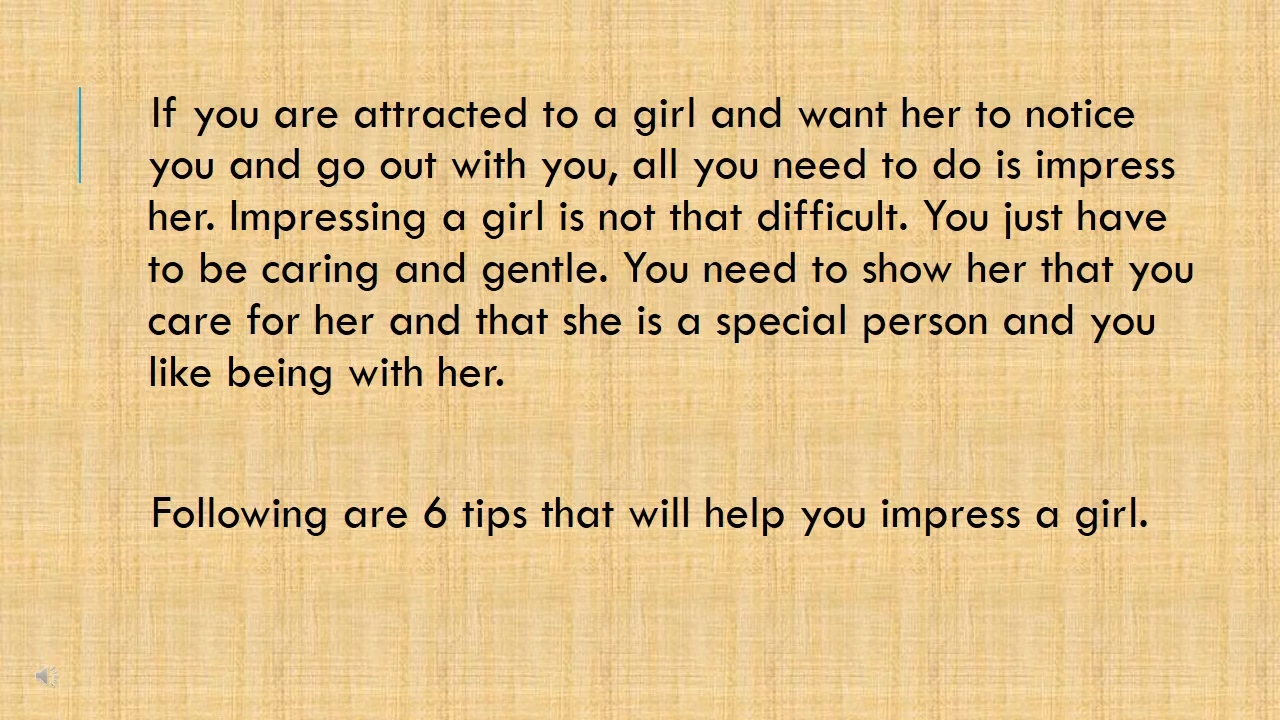 If you are attracted to a girl and want her to notice
you and go out with you, all you need to do is impress
her. Impressing a girl is not that difficult. You just have
to be caring and gentle. You need to show her that you
care for her and that she is a special person and you
like being with her.
Following are 6 tips that will help you impress a girl.